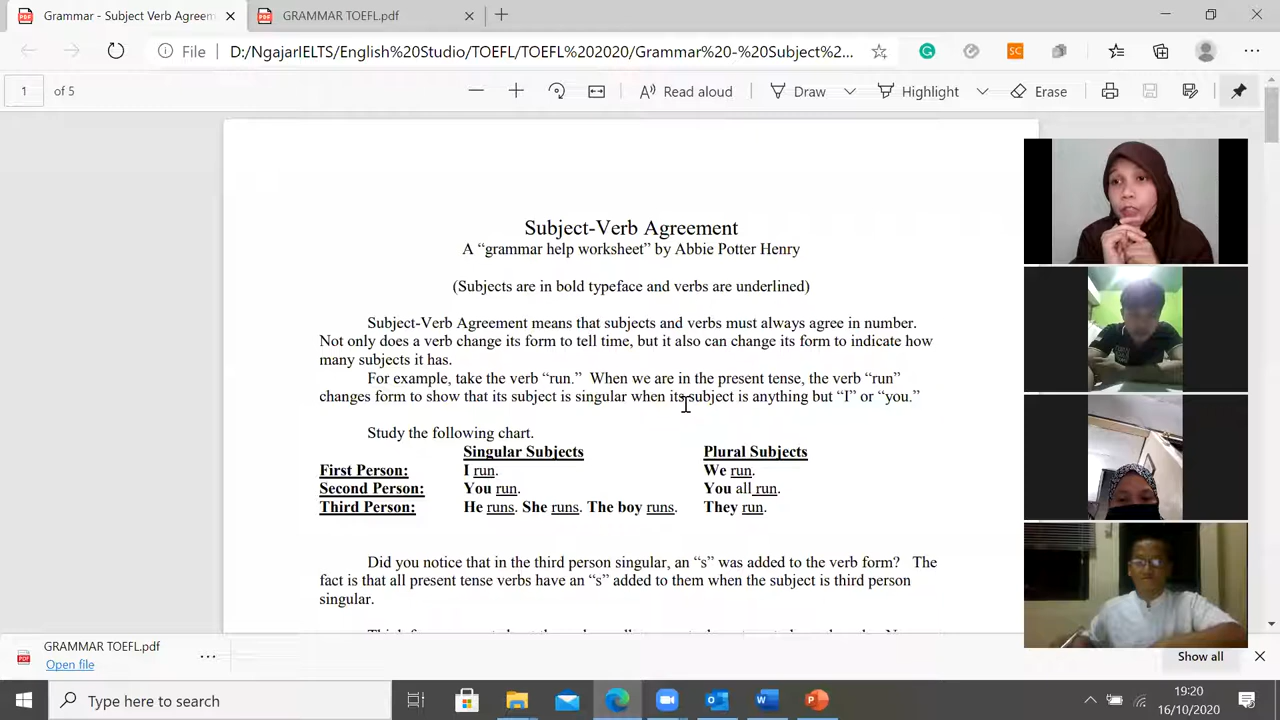 Grammar - Subject Verb Agreem
GRAMMAR TOEFL.pdf
File
D:/NgajarIELTS/English%20Studio/TOEFL/TOEFL%202020/Grammar%20-%20Subject%2...
SC
1 of 5
Read aloud
Draw
Highlight
Erase
Subject-Verb Agreement
A “grammar help worksheet” by Abbie Potter Henry
(Subjects are in bold typeface and verbs are underlined)
Subject-Verb Agreement means that subjects and verbs must always agree in number.
Not only does a verb change its form to tell time, but it also can change its form to indicate how
many subjects it has.
For example, take the verb “run.” When we are in the present tense, the verb “run”
changes form to show that its subject is singular when its subject is anything but “I” or “you.”
Study the following chart.
Singular Subjects Plural Subjects
First Person: I run. We run.
Second Person: You run. You all run.
Third Person: He runs. She runs. The boy runs. They run.
Did you notice that in the third person singular, an “s” was added to the verb form? The
fact is that all present tense verbs have an “s” added to them when the subject is third person
singular.
GRAMMAR TOEFL.pdf
Open file
Show all
Type here to search
19:20
16/10/2020